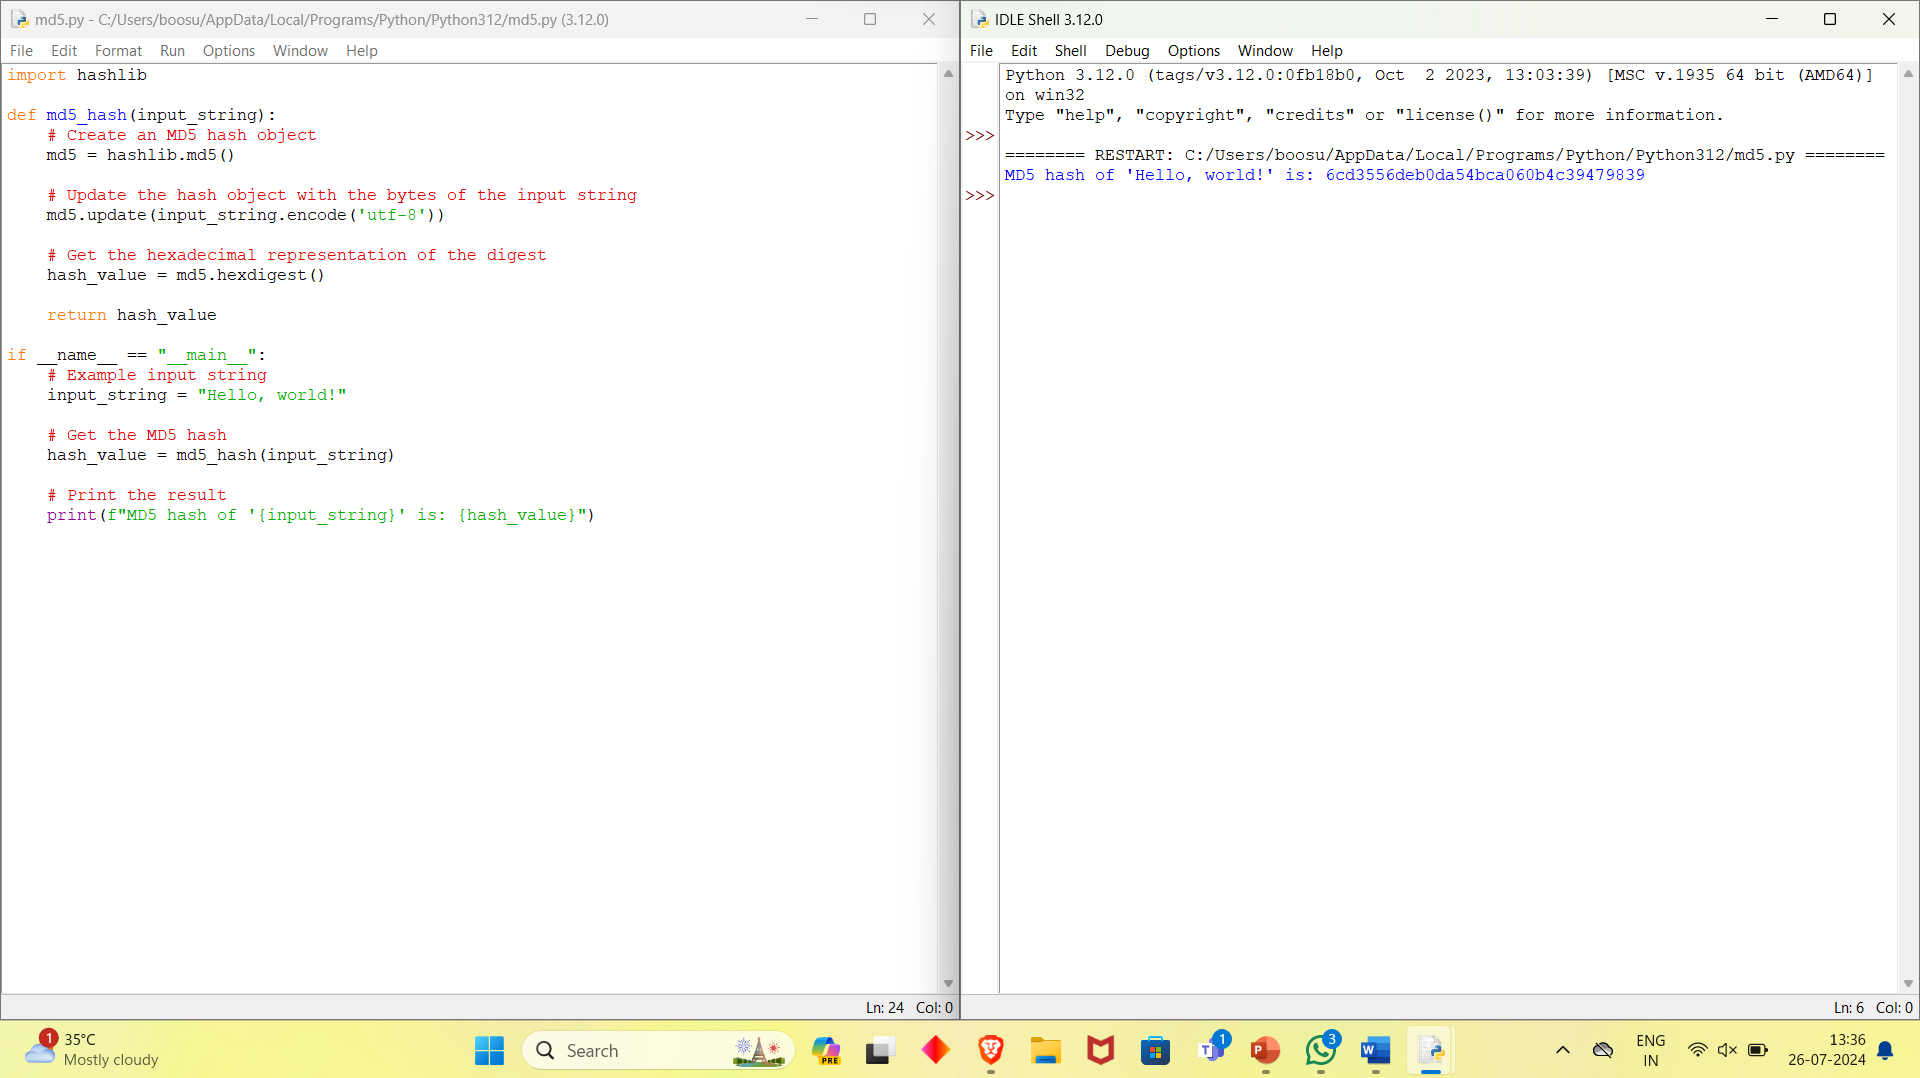 md5.py - C:/Users/boosu/AppData/Local/Programs/Python/Python312/md5.py (3.12.0)
File Edit Format Run Options Window Help
import hashlib
def md5_hash(input_string):
    # Create an MD5 hash object
    md5 = hashlib.md5()
    # Update the hash object with the bytes of the input string
    md5.update(input_string.encode('utf-8'))
    # Get the hexadecimal representation of the digest
    hash_value = md5.hexdigest()
    return hash_value
if __name__ == "__main__":
    # Example input string
    input_string = "Hello, world!"
    # Get the MD5 hash
    hash_value = md5_hash(input_string)
    # Print the result
    print(f"MD5 hash of '{input_string}' is: {hash_value}")
Ln: 24 Col: 0
IDLE Shell 3.12.0
File Edit Shell Debug Options Window Help
Python 3.12.0 (tags/v3.12.0:0fb18b0, Oct  2 2023, 13:03:39) [MSC v.1935 64 bit (AMD64)]
on win32
Type "help", "copyright", "credits" or "license()" for more information.
>>>
======== RESTART: C:/Users/boosu/AppData/Local/Programs/Python/Python312/md5.py ========
MD5 hash of 'Hello, world!' is: 6cd3556deb0da54bca060b4c39479839
>>>
Ln: 6 Col: 0
1
35°C
Mostly cloudy
Search
PRE
T
1
P
3
W
ENG
IN
13:36
26-07-2024